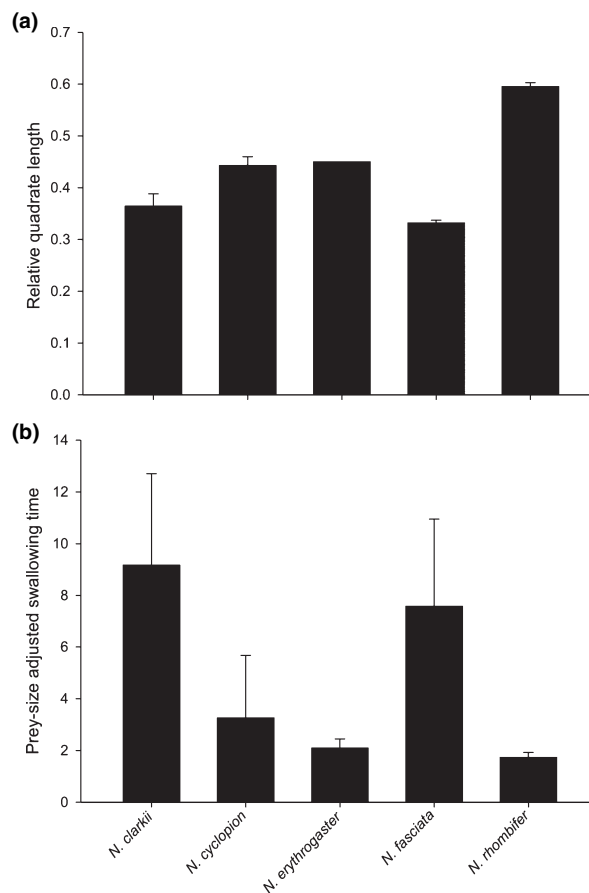 (a)
Relative quadrate length
0.7
0.6
0.5
0.4
0.3
0.2
0.1
0.0
(b)
Prey-size adjusted swallowing time
14
12
10
8
6
4
2
0
N. clarkii
N. cyclopion
N. erythrogaster
N. fasciata
N. rhombifer